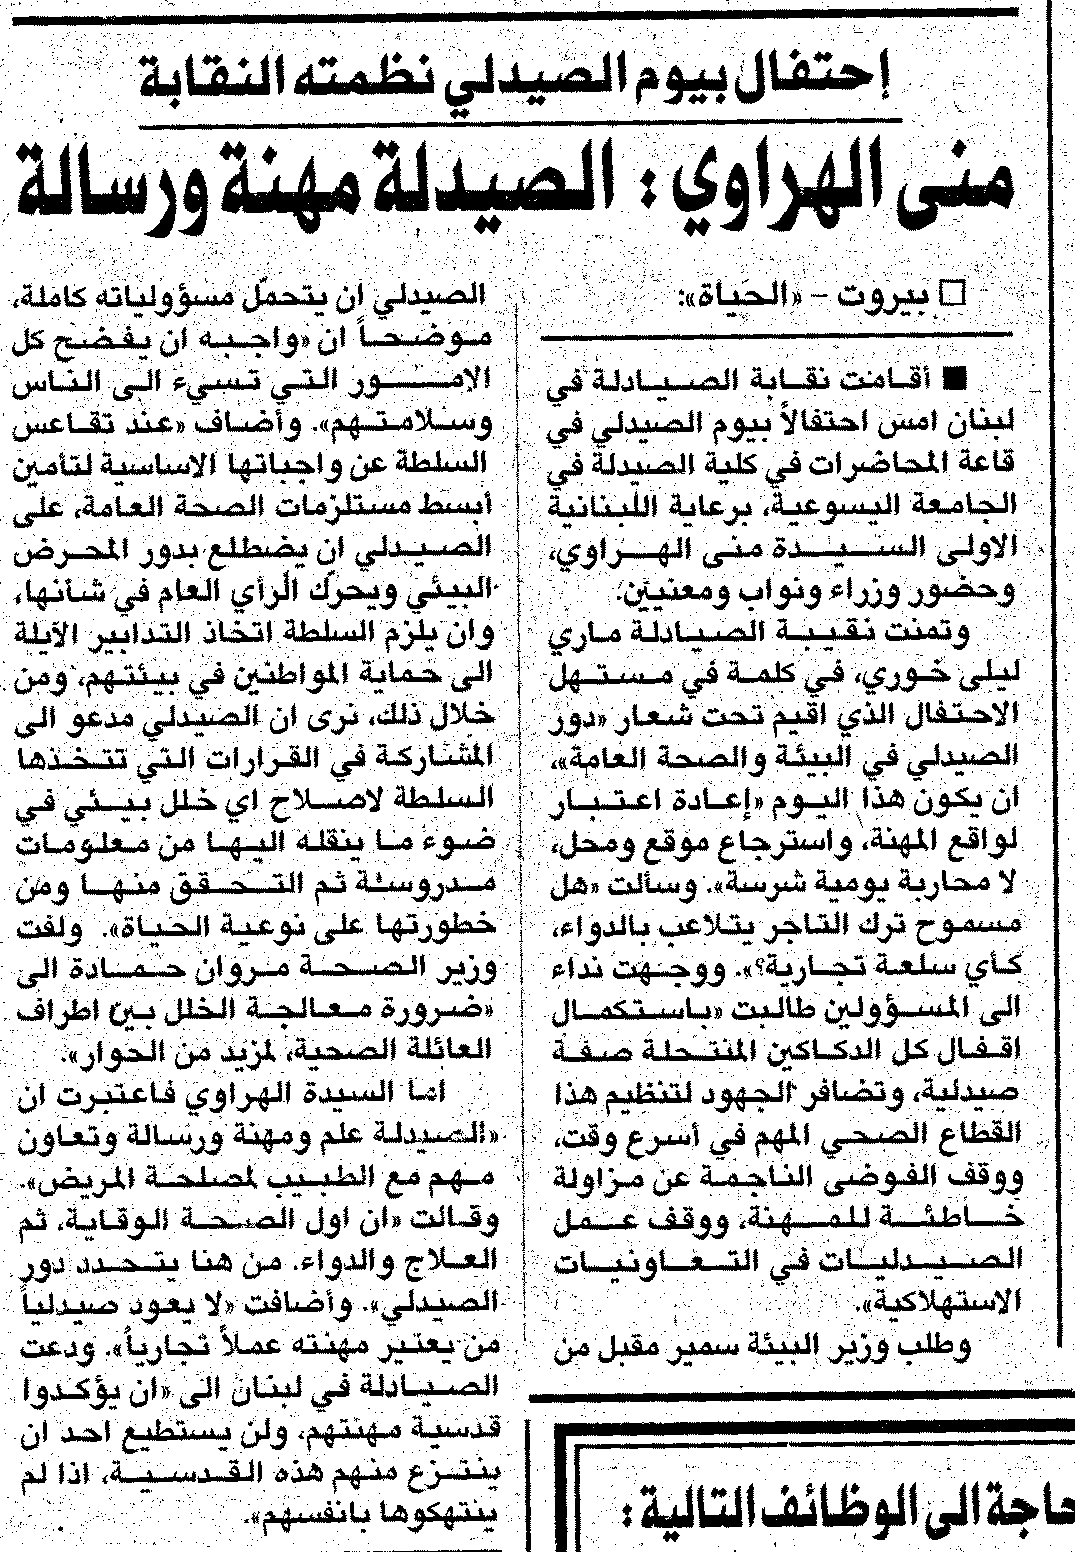 إحتفال بيوم الصيدلي نظمته النقابة
منى الهراوي: الصيدلة مهنة ورسالة
□ بيروت – «الحياة»:
■ أقامت نقابة الصيادلة في
لبنان امس احتفالاً بيوم الصيدلي في
قاعة المحاضرات في كلية الصيدلة في
الجامعة اليسوعية، برعاية اللبنانية
الاولى السيدة منى الهراوي،
وحضور وزراء ونواب ومعنيين.
وتمنت نقيبة الصيادلة ماري
ليلى خوري، في كلمة في مستهل
الاحتفال الذي اقيم تحت شعار «دور
الصيدلي في البيئة والصحة العامة»،
ان يكون هذا اليوم «إعادة اعتبار
لواقع المهنة، واسترجاع موقع ومحل،
لا محاربة يومية شرسة». وسألت «هل
مسموح ترك التاجر يتلاعب بالدواء،
كأي سلعة تجارية؟». ووجهت نداء
الى المسؤولين طالبت «باستكمال
اقفال كل الدكاكين المنتحلة صفة
صيدلية، وتضافر الجهود لتنظيم هذا
القطاع الصحي المهم في أسرع وقت،
ووقف الفوضى الناجمة عن مزاولة
خاطئة للمهنة، ووقف عمل
الصيدليات في التعاونيات
الاستهلاكية».
وطلب وزير البيئة سمير مقبل من
الصيدلي ان يتحمل مسؤولياته كاملة،
موضحاً ان «واجبه ان يفضح كل
الامور التي تسيء الى الناس
وسلامتهم». وأضاف «عند تقاعس
السلطة عن واجباتها الاساسية لتأمين
أبسط مستلزمات الصحة العامة، على
الصيدلي ان يضطلع بدور المحرض
البيئي ويحرك الرأي العام في شأنها،
وان يلزم السلطة اتخاذ التدابير الآيلة
الى حماية المواطنين في بيئتهم، ومن
خلال ذلك، نرى ان الصيدلي مدعو الى
المشاركة في القرارات التي تتخذها
السلطة لاصلاح اي خلل بيئي في
ضوء ما ينقله اليها من معلومات
مدروسة ثم التحقق منها ومن
خطورتها على نوعية الحياة». ولفت
وزير الصحة مروان حمادة الى
«ضرورة معالجة الخلل بين اطراف
العائلة الصحية، لمزيد من الحوار».
اما السيدة الهراوي فاعتبرت ان
«الصيدلة علم ومهنة ورسالة وتعاون
مهم مع الطبيب لمصلحة المريض».
وقالت «ان اول الصحة الوقاية، ثم
العلاج والدواء. من هنا يتحدد دور
الصيدلي». وأضافت «لا يعود صيدلياً
من يعتبر مهنته عملاً تجارياً». ودعت
الصيادلة في لبنان الى «ان يؤكدوا
قدسية مهنتهم، ولن يستطيع احد ان
ينتزع منهم هذه القدسية، اذا لم
ينتهكوها بانفسهم».
حاجة الى الوظائف التالية: